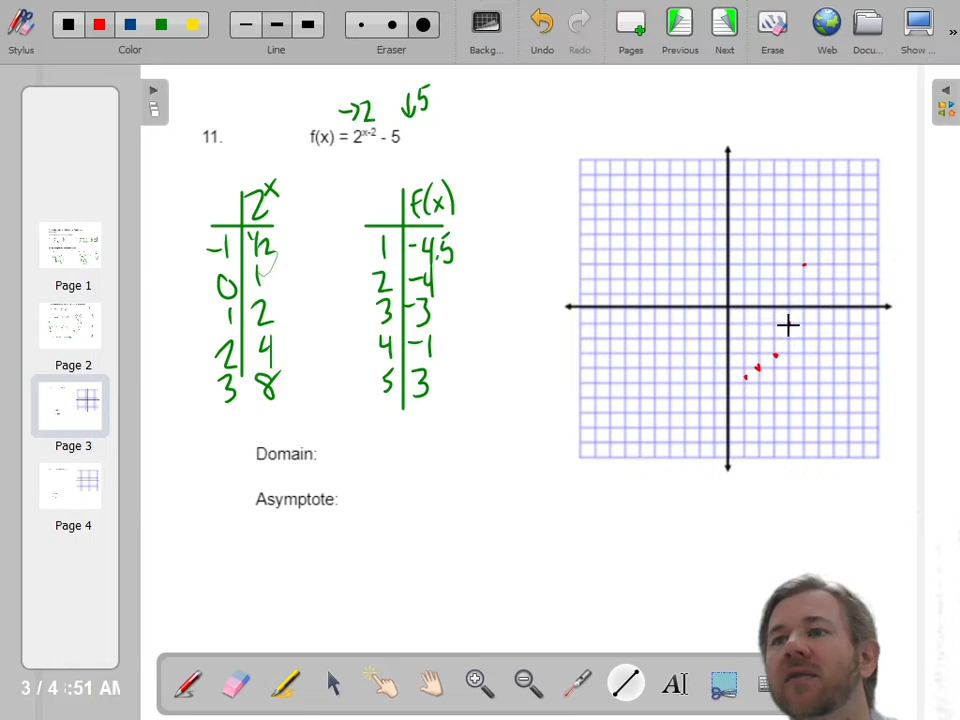 Stylus
Color
Line
Eraser
Backg...
Undo
Redo
Pages
Previous
Next
Erase
Web
Docu...
Show ...
»
→2 ↓5
11. f(x) = 2^{x-2} - 5
2^x
-1 1/2
0 1
1 2
2 4
3 8
f(x)
1 -4.5
2 -4
3 -3
4 -1
5 3
Domain:
Asymptote:
Page 1
Page 2
Page 3
Page 4
3 / 4
:51 AM
A